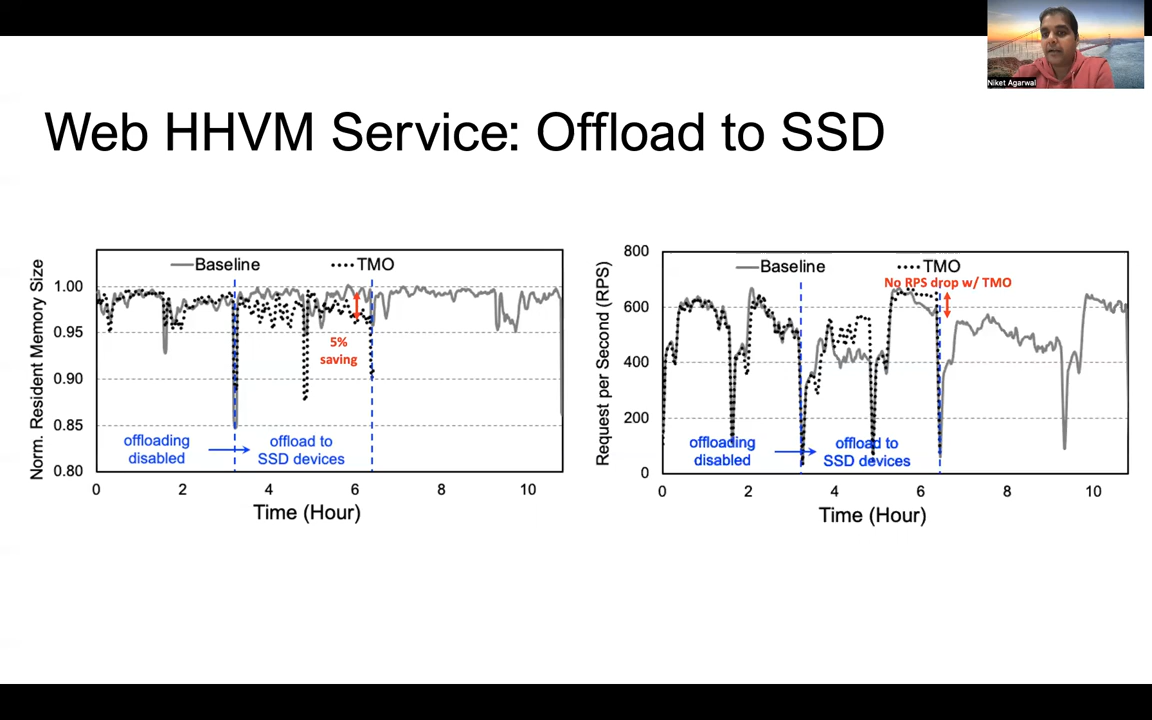 Niket Agarwal
Web HHVM Service: Offload to SSD
Norm. Resident Memory Size
1.00
0.95
0.90
0.85
0.80
Baseline
TMO
5%
saving
offloading
disabled
offload to
SSD devices
0
2
4
6
8
10
Time (Hour)
Request per Second (RPS)
800
600
400
200
0
Baseline
TMO
No RPS drop w/ TMO
offloading
disabled
offload to
SSD devices
0
2
4
6
8
10
Time (Hour)